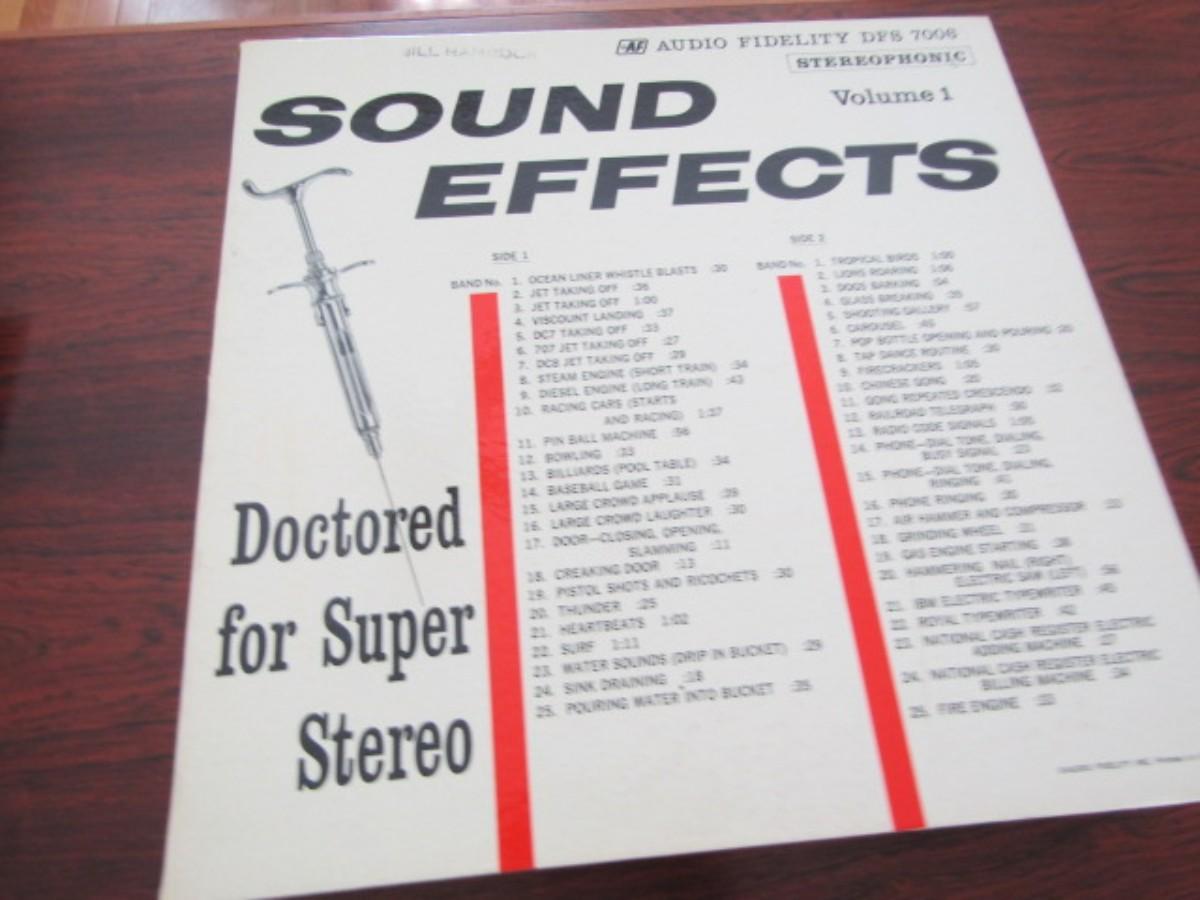 AF AUDIO FIDELITY DFS 7006
STEREOPHONIC
Volume 1
SOUND
EFFECTS
Doctored
for Super
Stereo
SIDE 1
BAND No. 1. OCEAN LINER WHISTLE BLASTS :30
2. JET TAKING OFF :36
3. JET TAKING OFF 1:00
4. VISCOUNT LANDING :37
5. DC7 TAKING OFF :33
6. 707 JET TAKING OFF :27
7. DC8 JET TAKING OFF :29
8. STEAM ENGINE (SHORT TRAIN) :34
9. DIESEL ENGINE (LONG TRAIN) :43
10. RACING CARS (STARTS
AND RACING) 1:37
11. PIN BALL MACHINE :56
12. BOWLING :33
13. BILLIARDS (POOL TABLE) :34
14. BASEBALL GAME :31
15. LARGE CROWD APPLAUSE :29
16. LARGE CROWD LAUGHTER :30
17. DOOR—CLOSING, OPENING,
SLAMMING :11
18. CREAKING DOOR :13
19. PISTOL SHOTS AND RICOCHETS :30
20. THUNDER :25
21. HEARTBEATS 1:02
22. SURF 1:11
23. WATER SOUNDS (DRIP IN BUCKET) :29
24. SINK DRAINING :18
25. POURING WATER INTO BUCKET :35
SIDE 2
BAND No. 1. TROPICAL BIRDS 1:00
2. LIONS ROARING 1:06
3. DOGS BARKING :54
4. GLASS BREAKING
5. SHOOTING GALLERY :57
6. CAROUSEL :45
7. POP BOTTLE OPENING AND POURING
8. TAP DANCE ROUTINE
9. FIRECRACKERS 1:05
10. CHINESE GONG
11. GONG REPEATED CRESCENDO
12. RAILROAD TELEGRAPH
13. RADIO CODE SIGNALS
14. PHONE—DIAL TONE, DIALING,
BUSY SIGNAL
15. PHONE—DIAL TONE, DIALING,
RINGING :41
16. PHONE RINGING
17. AIR HAMMER AND COMPRESSOR
18. GRINDING WHEEL
19. GAS ENGINE STARTING
20. HAMMERING NAIL (RIGHT)
ELECTRIC SAW (LEFT)
21. IBM ELECTRIC TYPEWRITER :45
22. ROYAL TYPEWRITER :42
23. NATIONAL CASH REGISTER ELECTRIC
ADDING MACHINE
24. NATIONAL CASH REGISTER ELECTRIC
BILLING MACHINE
25. FIRE ENGINE